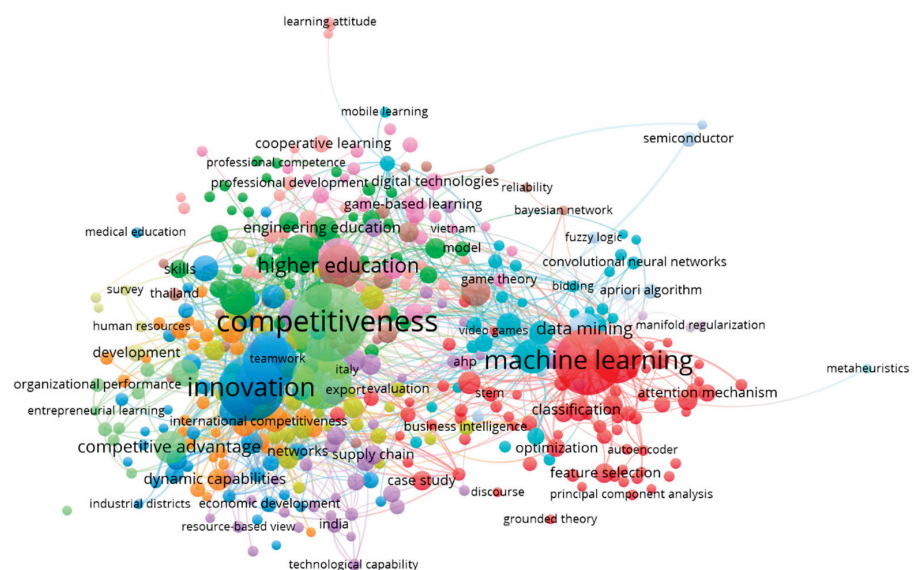 learning attitude
mobile learning
semiconductor
cooperative learning
professional competence
professional development
digital technologies
reliability
game-based learning
bayesian network
medical education
engineering education
vietnam
fuzzy logic
model
skills
higher education
convolutional neural networks
game theory
bidding
apriori algorithm
survey
thailand
human resources
competitiveness
video games
data mining
manifold regularization
development
teamwork
italy
ahp
machine learning
metaheuristics
organizational performance
innovation
export
evaluation
stem
attention mechanism
entrepreneurial learning
classification
international competitiveness
business intelligence
competitive advantage
networks
supply chain
optimization
autoencoder
dynamic capabilities
case study
feature selection
industrial districts
economic development
discourse
principal component analysis
resource-based view
india
grounded theory
technological capability